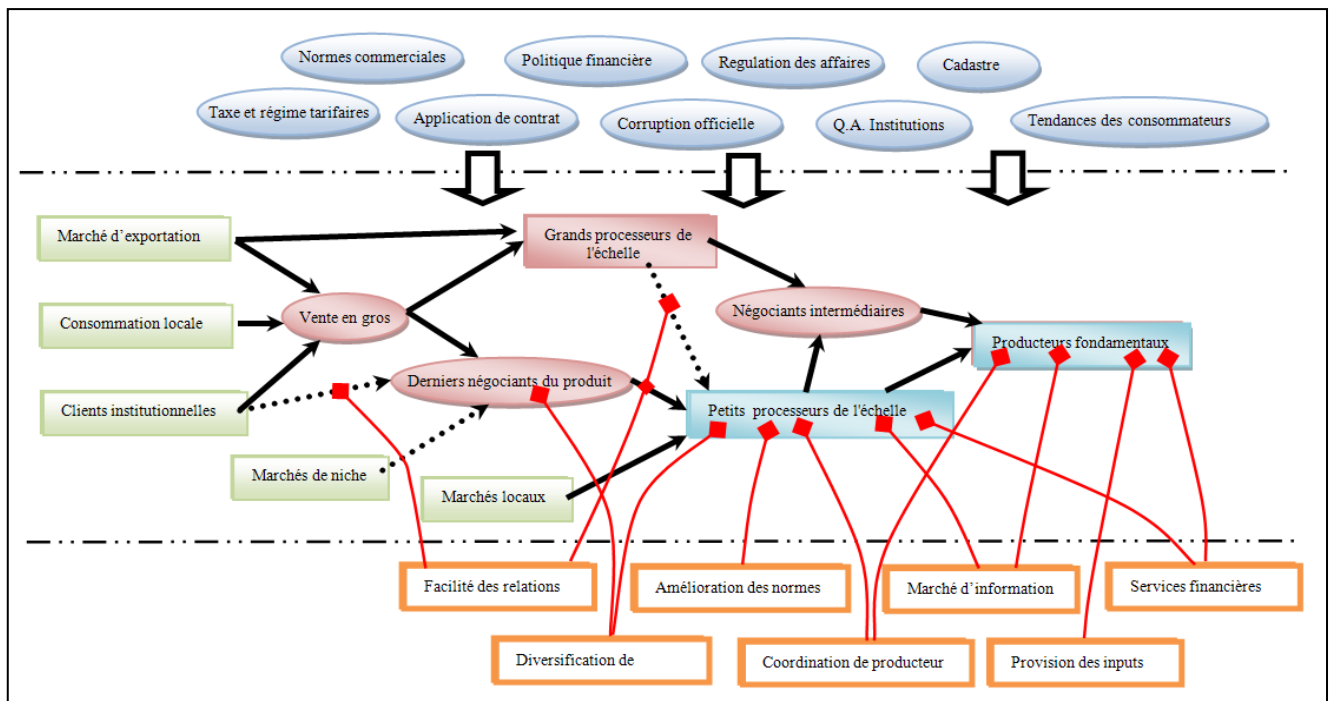 Normes commerciales
Politique financière
Regulation des affaires
Cadastre
Taxe et régime tarifaires
Application de contrat
Corruption officielle
Q.A. Institutions
Tendances des consommateurs
Marché d'exportation
Grands processeurs de
l'échelle
Consommation locale
Vente en gros
Négociants intermédiaires
Producteurs fondamentaux
Clients institutionnelles
Derniers négociants du produit
Petits processeurs de l'échelle
Marchés de niche
Marchés locaux
Facilité des relations
Amélioration des normes
Marché d'information
Services financières
Diversification de
Coordination de producteur
Provision des inputs